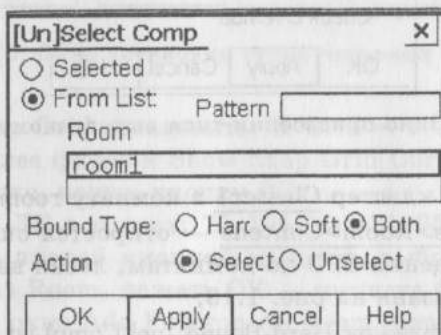 [Un]Select Comp ×
Selected
From List: Pattern
Room
room1
Bound Type: Hard Soft Both
Action Select Unselect
OK Apply Cancel Help